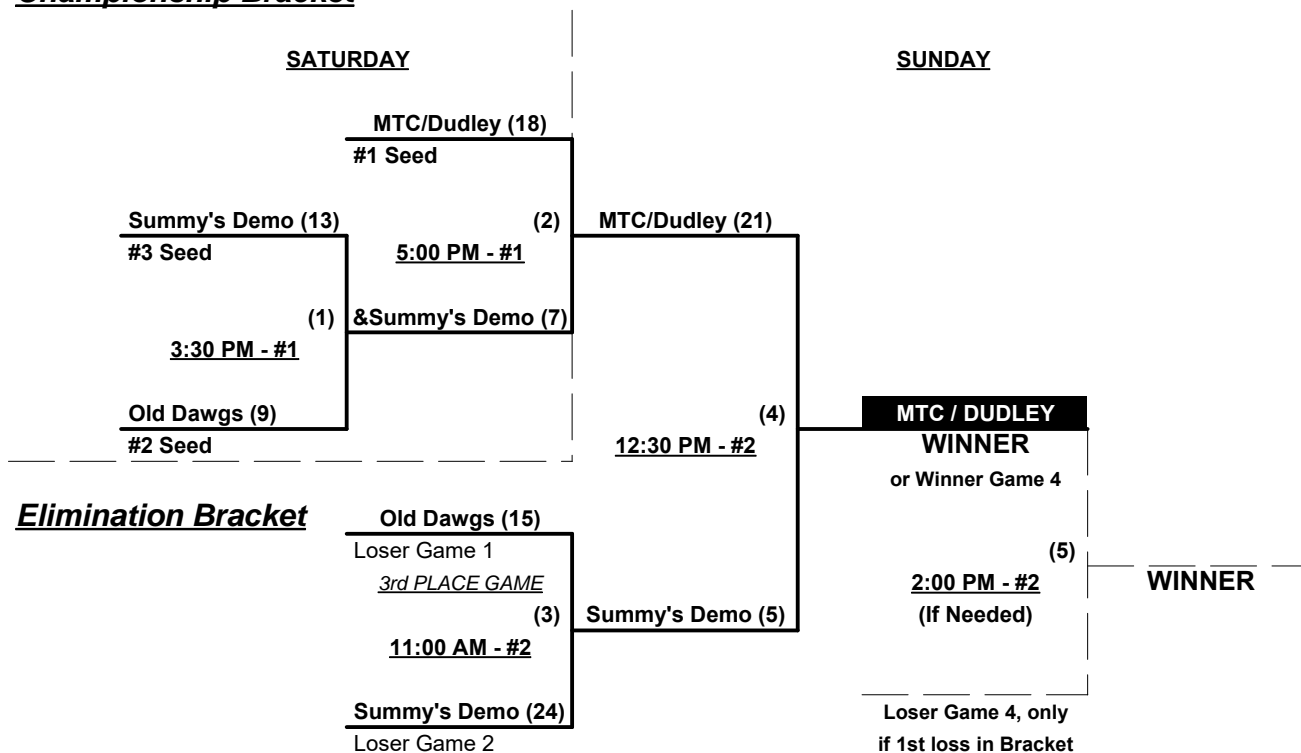 Championship Bracket
SATURDAY
SUNDAY
MTC/Dudley (18)
#1 Seed
Summy's Demo (13)
(2)
MTC/Dudley (21)
#3 Seed
5:00 PM - #1
(1)
&Summy's Demo (7)
3:30 PM - #1
Old Dawgs (9)
(4)
MTC / DUDLEY
#2 Seed
12:30 PM - #2
WINNER
or Winner Game 4
Elimination Bracket
Old Dawgs (15)
Loser Game 1
(5)
3rd PLACE GAME
2:00 PM - #2
WINNER
(3)
Summy's Demo (5)
(If Needed)
11:00 AM - #2
Summy's Demo (24)
Loser Game 4, only
Loser Game 2
if 1st loss in Bracket